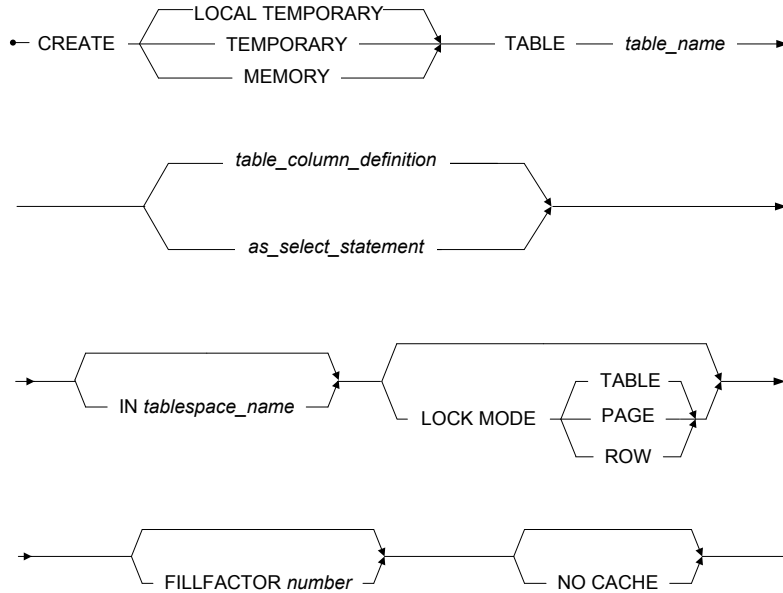 LOCAL TEMPORARY
CREATE TEMPORARY TABLE table_name
MEMORY
table_column_definition
as_select_statement
IN tablespace_name
LOCK MODE
TABLE
PAGE
ROW
FILLFACTOR number
NO CACHE